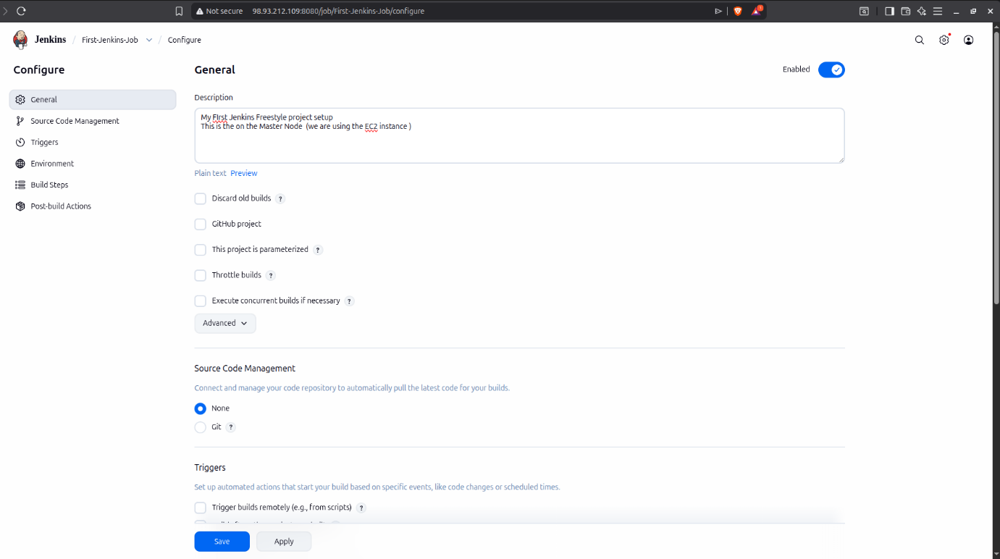 Not secure 98.93.212.109:8080/job/First-Jenkins-Job/configure
Jenkins / First-Jenkins-Job / Configure
Configure
General
Source Code Management
Triggers
Environment
Build Steps
Post-build Actions
General
Enabled
Description
My FIrst Jenkins Freestyle project setup
This is the on the Master Node (we are using the EC2 instance )
Plain text Preview
Discard old builds ?
GitHub project
This project is parameterized ?
Throttle builds ?
Execute concurrent builds if necessary ?
Advanced
Source Code Management
Connect and manage your code repository to automatically pull the latest code for your builds.
None
Git ?
Triggers
Set up automated actions that start your build based on specific events, like code changes or scheduled times.
Trigger builds remotely (e.g., from scripts) ?
Save Apply